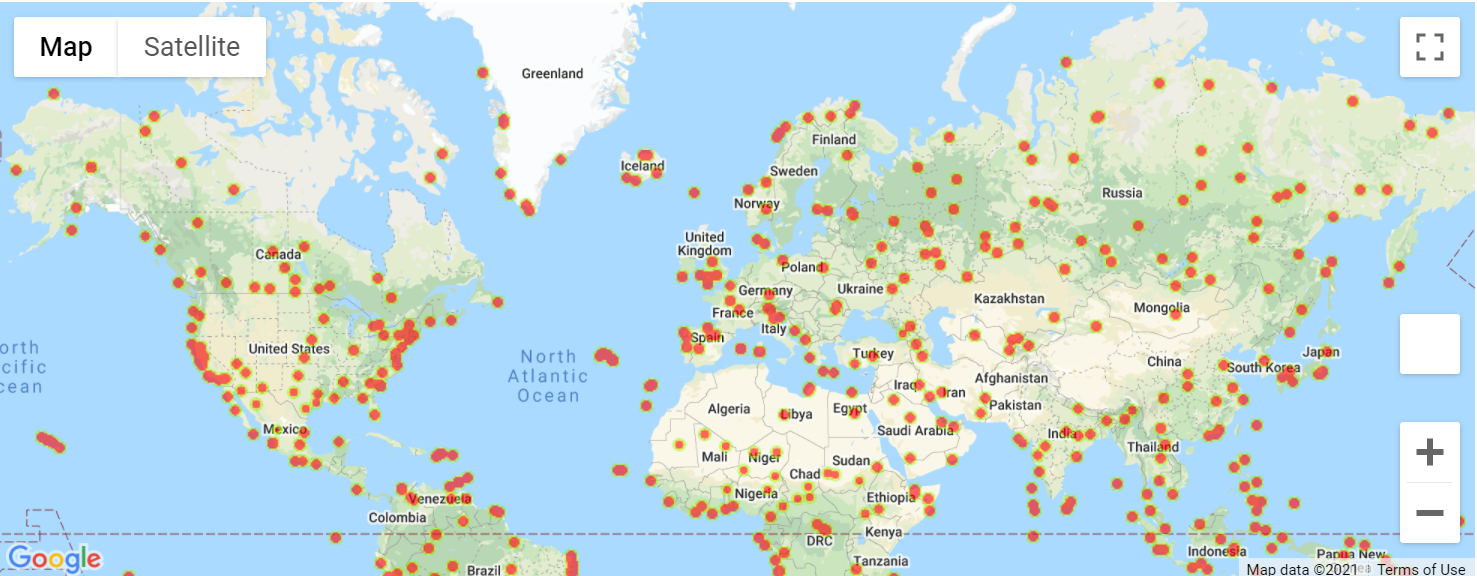 Map
Satellite
Greenland
Finland
Iceland
Sweden
Russia
Norway
United
Kingdom
Canada
Poland
Germany
Ukraine
Kazakhstan
France
Mongolia
Italy
orth
cific
cean
United States
Spain
North
Atlantic
Ocean
Turkey
China
Japan
South Korea
Iraq
Iran
Afghanistan
Pakistan
Algeria
Libya
Egypt
Saudi Arabia
Mexico
India
Thailand
Mali
Niger
Chad
Sudan
Nigeria
Ethiopia
Venezuela
Colombia
Kenya
DRC
Tanzania
Indonesia
Papua New
Google
Brazil
Map data ©2021
Terms of Use